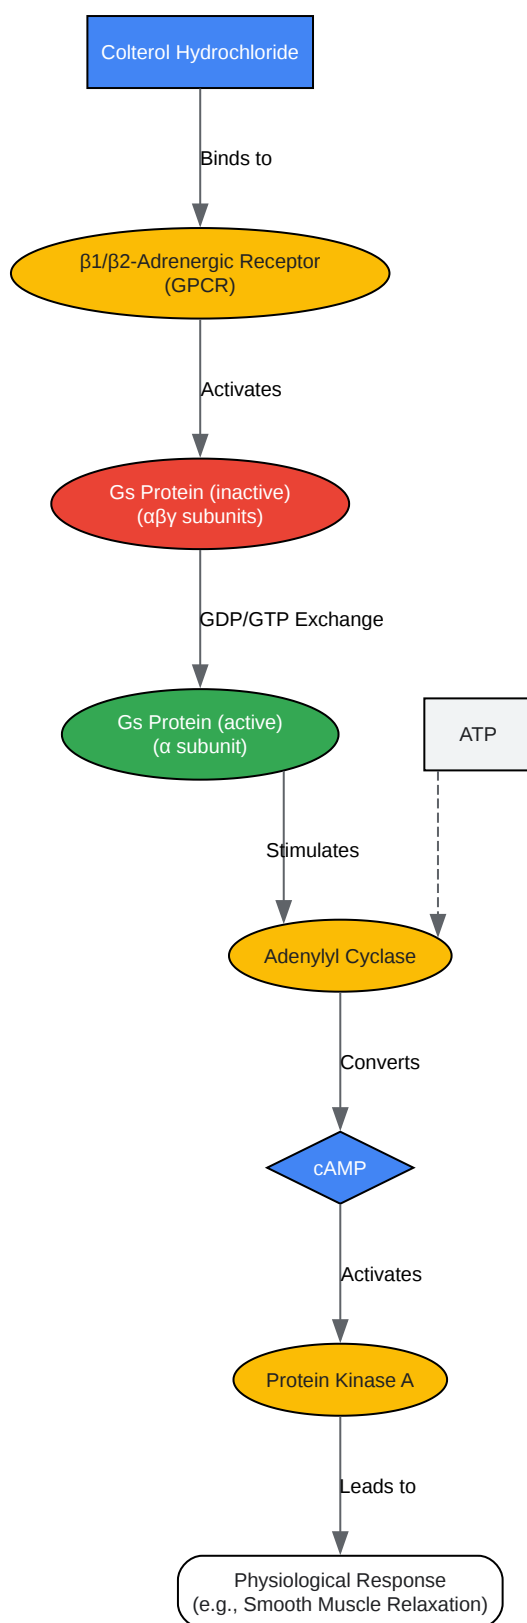 Colterol Hydrochloride
Binds to
β1/β2-Adrenergic Receptor
(GPCR)
Activates
Gs Protein (inactive)
(αβγ subunits)
GDP/GTP Exchange
Gs Protein (active)
(α subunit)
ATP
Stimulates
Adenylyl Cyclase
Converts
cAMP
Activates
Protein Kinase A
Leads to
Physiological Response
(e.g., Smooth Muscle Relaxation)